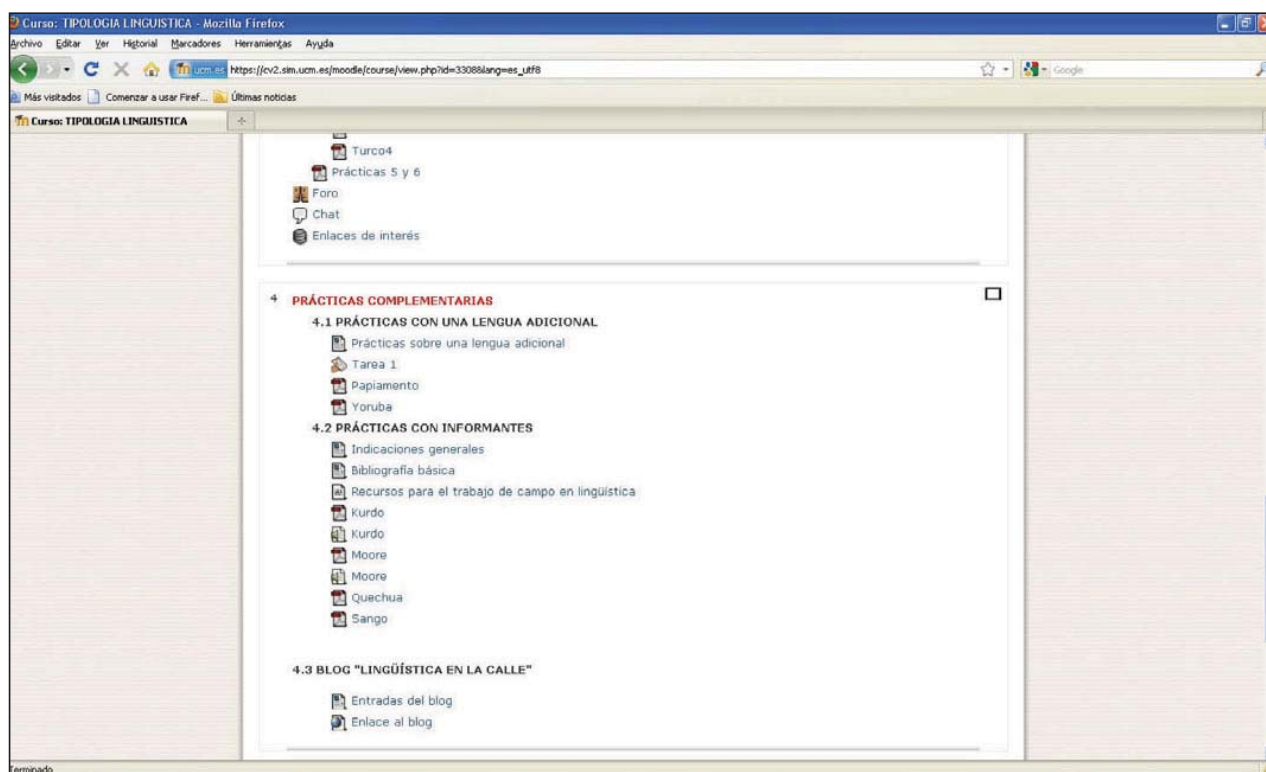 Curso: TIPOLOGIA LINGUISTICA - Mozilla Firefox
Archivo Editar Ver Historial Marcadores Herramientas Ayuda
ucm.es https://cv2.sim.ucm.es/moodle/course/view.php?id=3308&lang=es_utf8 Google
Más visitados Comenzar a usar Firef... Últimas noticias
Curso: TIPOLOGIA LINGUISTICA
Turco4
Prácticas 5 y 6
Foro
Chat
Enlaces de interés
4 PRÁCTICAS COMPLEMENTARIAS
4.1 PRÁCTICAS CON UNA LENGUA ADICIONAL
Prácticas sobre una lengua adicional
Tarea 1
Papiamento
Yoruba
4.2 PRÁCTICAS CON INFORMANTES
Indicaciones generales
Bibliografía básica
Recursos para el trabajo de campo en lingüística
Kurdo
Kurdo
Moore
Moore
Quechua
Sango
4.3 BLOG "LINGÜÍSTICA EN LA CALLE"
Entradas del blog
Enlace al blog
Terminado